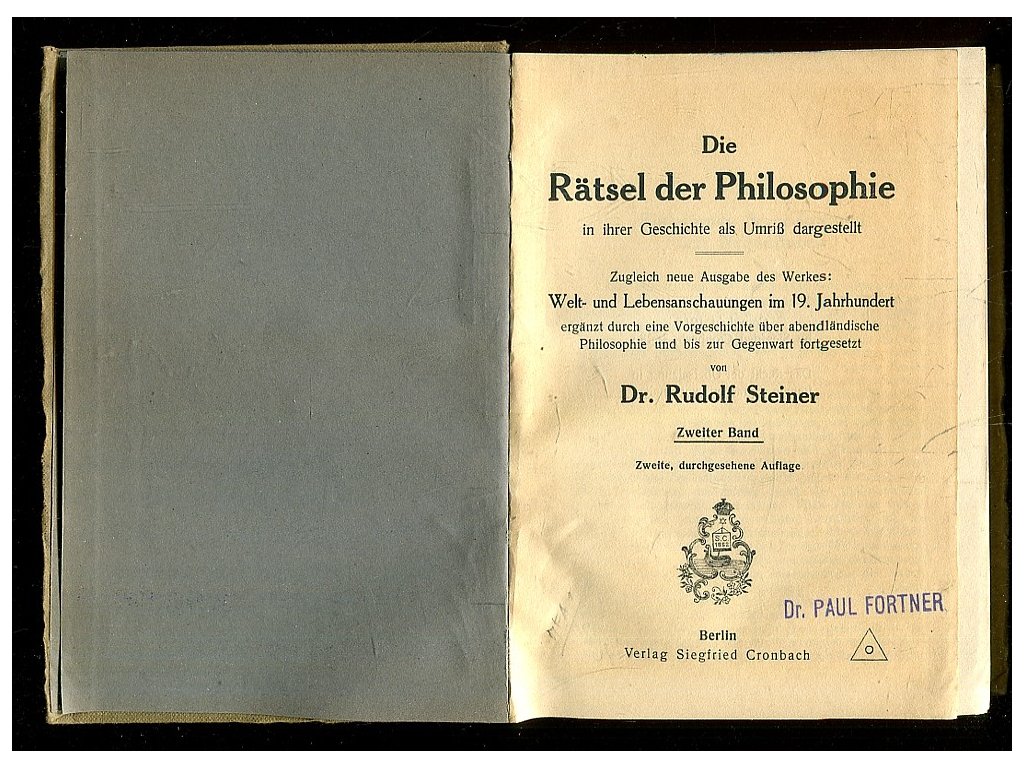 Die
Rätsel der Philosophie
in ihrer Geschichte als Umriß dargestellt
Zugleich neue Ausgabe des Werkes:
Welt- und Lebensanschauungen im 19. Jahrhundert
ergänzt durch eine Vorgeschichte über abendländische
Philosophie und bis zur Gegenwart fortgesetzt
von
Dr. Rudolf Steiner
Zweiter Band
Zweite, durchgesehene Auflage
S.C.
Dr. PAUL FORTNER
Berlin
Verlag Siegfried Cronbach